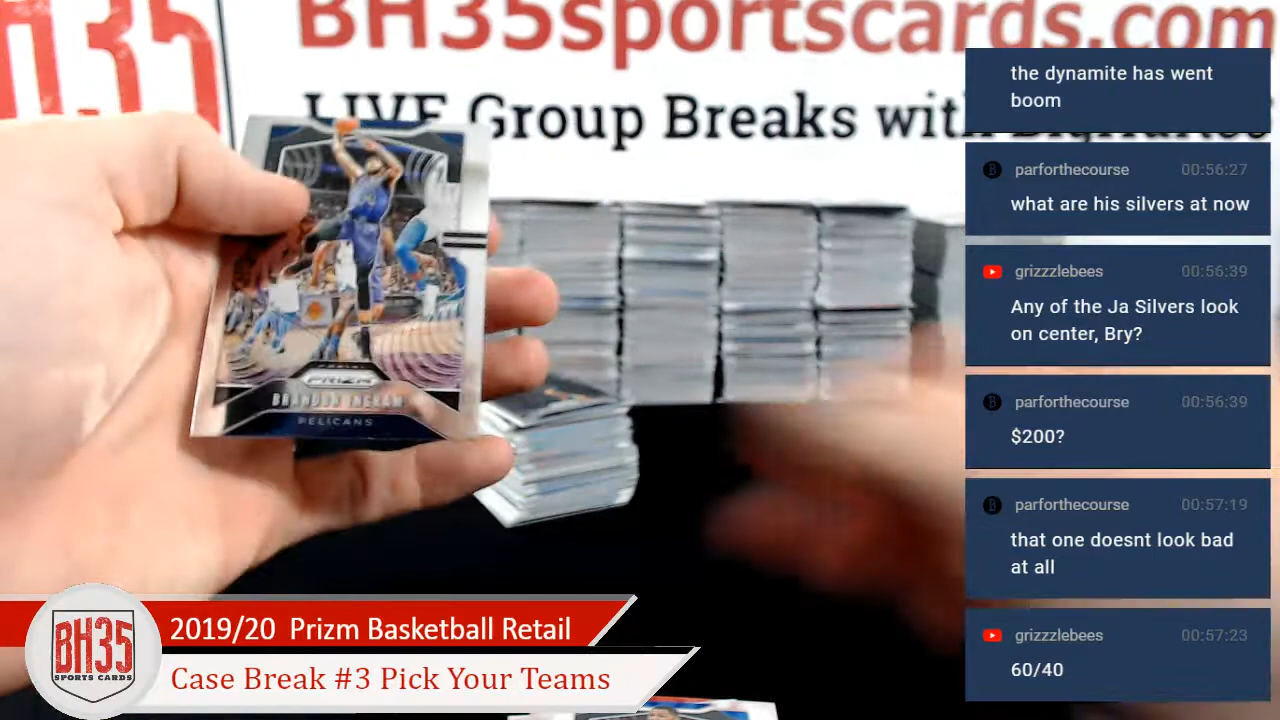 BH35sportscards.com
LIVE Group Breaks with
H35
PRIZM
BRANDON INGRAM
PELICANS
the dynamite has went
boom
parforthecourse 00:56:27
what are his silvers at now
grizzzlebees 00:56:39
Any of the Ja Silvers look
on center, Bry?
parforthecourse 00:56:39
$200?
parforthecourse 00:57:19
that one doesnt look bad
at all
grizzzlebees 00:57:23
60/40
BH35
SPORTS CARDS
2019/20 Prizm Basketball Retail
Case Break #3 Pick Your Teams